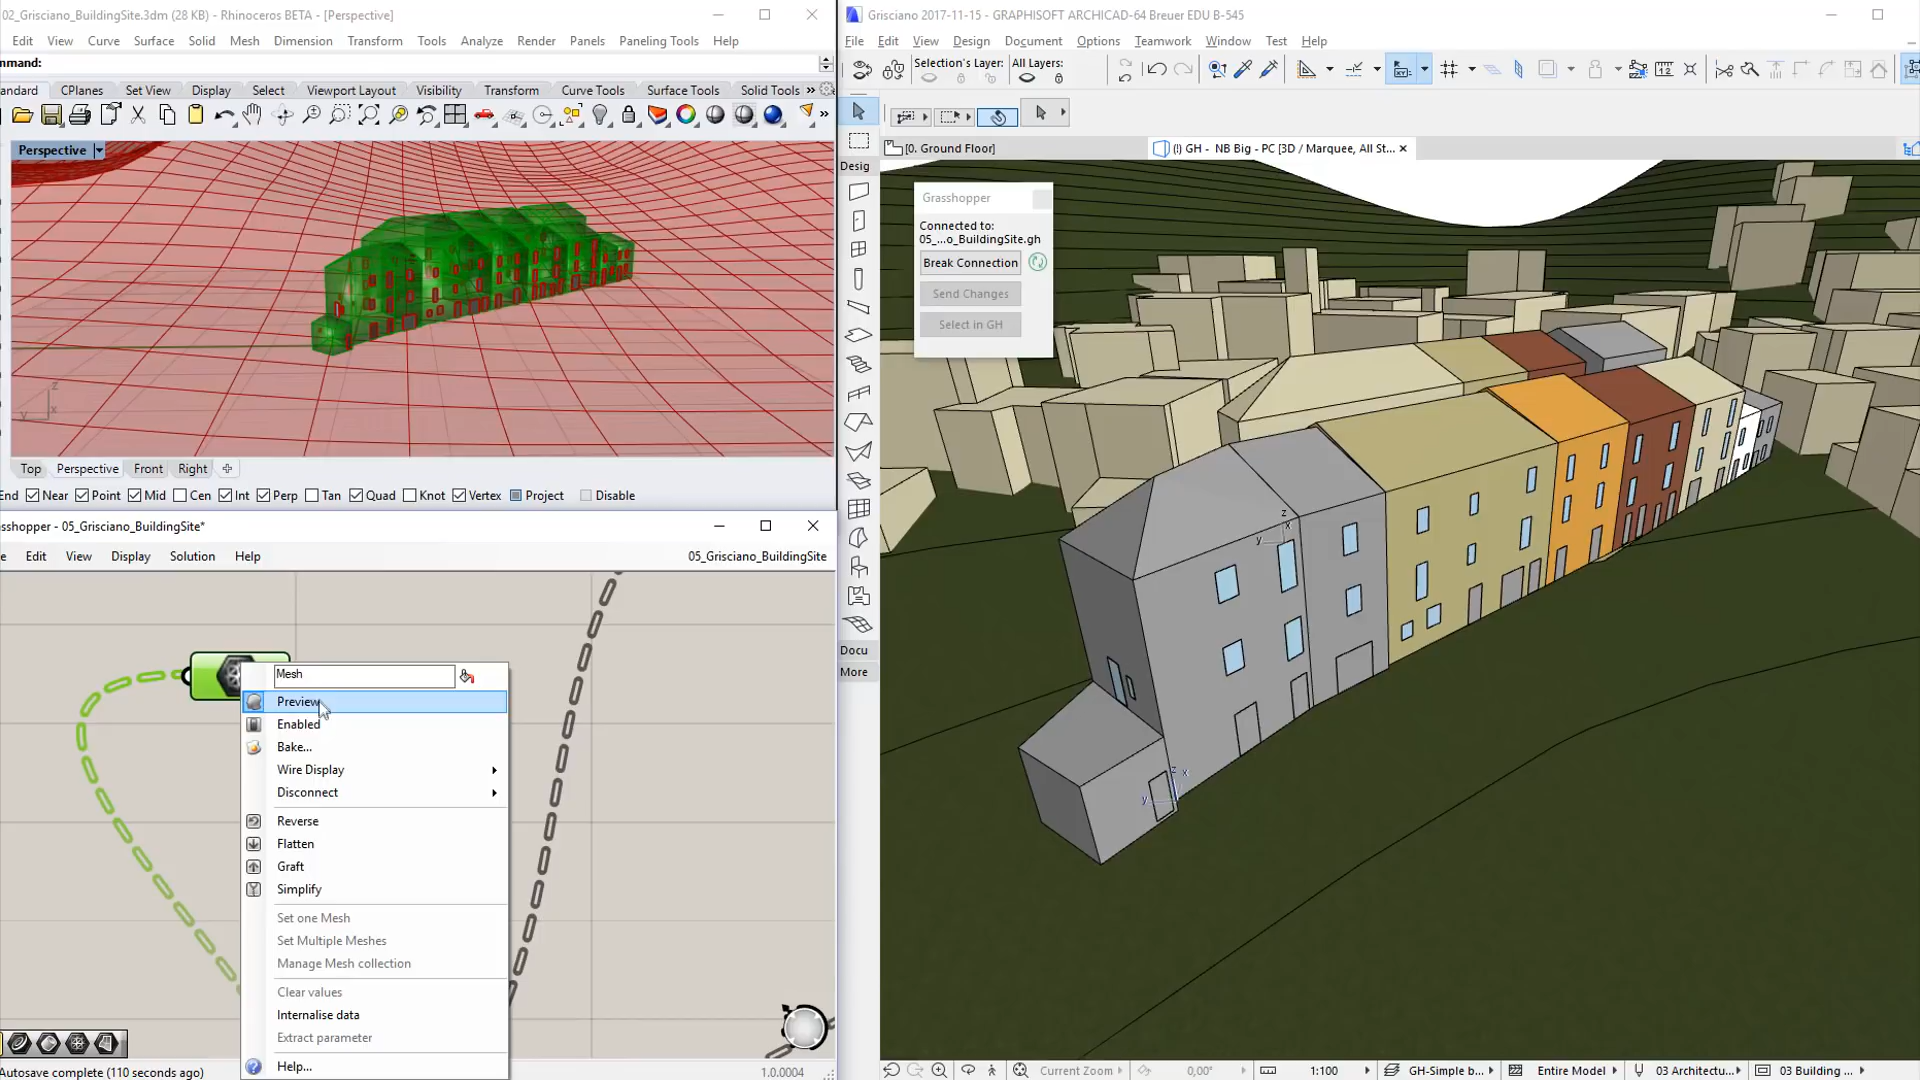 02_Grisciano_BuildingSite.3dm (28 KB) - Rhinoceros BETA - [Perspective]
Edit View Curve Surface Solid Mesh Dimension Transform Tools Analyze Render Panels Paneling Tools Help
mmand:
andard CPlanes Set View Display Select Viewport Layout Visibility Transform Curve Tools Surface Tools Solid Tools »
Perspective
z
y x
Top Perspective Front Right
End Near Point Mid Cen Int Perp Tan Quad Knot Vertex Project Disable
sshopper - 05_Grisciano_BuildingSite*
e Edit View Display Solution Help 05_Grisciano_BuildingSite
Mesh
Preview
Enabled
Bake...
Wire Display
Disconnect
Reverse
Flatten
Graft
Simplify
Set one Mesh
Set Multiple Meshes
Manage Mesh collection
Clear values
Internalise data
Extract parameter
Help...
Autosave complete (110 seconds ago) 1.0.0004
Grisciano 2017-11-15 - GRAPHISOFT ARCHICAD-64 Breuer EDU B-545
File Edit View Design Document Options Teamwork Window Test Help
Selection's Layer: All Layers:
[0. Ground Floor] (!) GH - NB Big - PC [3D / Marquee, All St...
Desig
Docu
More
Grasshopper
Connected to:
05_...o_BuildingSite.gh
Break Connection
Send Changes
Select in GH
z
x
y
z
x
y
Current Zoom 0,00° 1:100 GH-Simple b... Entire Model 03 Architectu... 03 Building ...